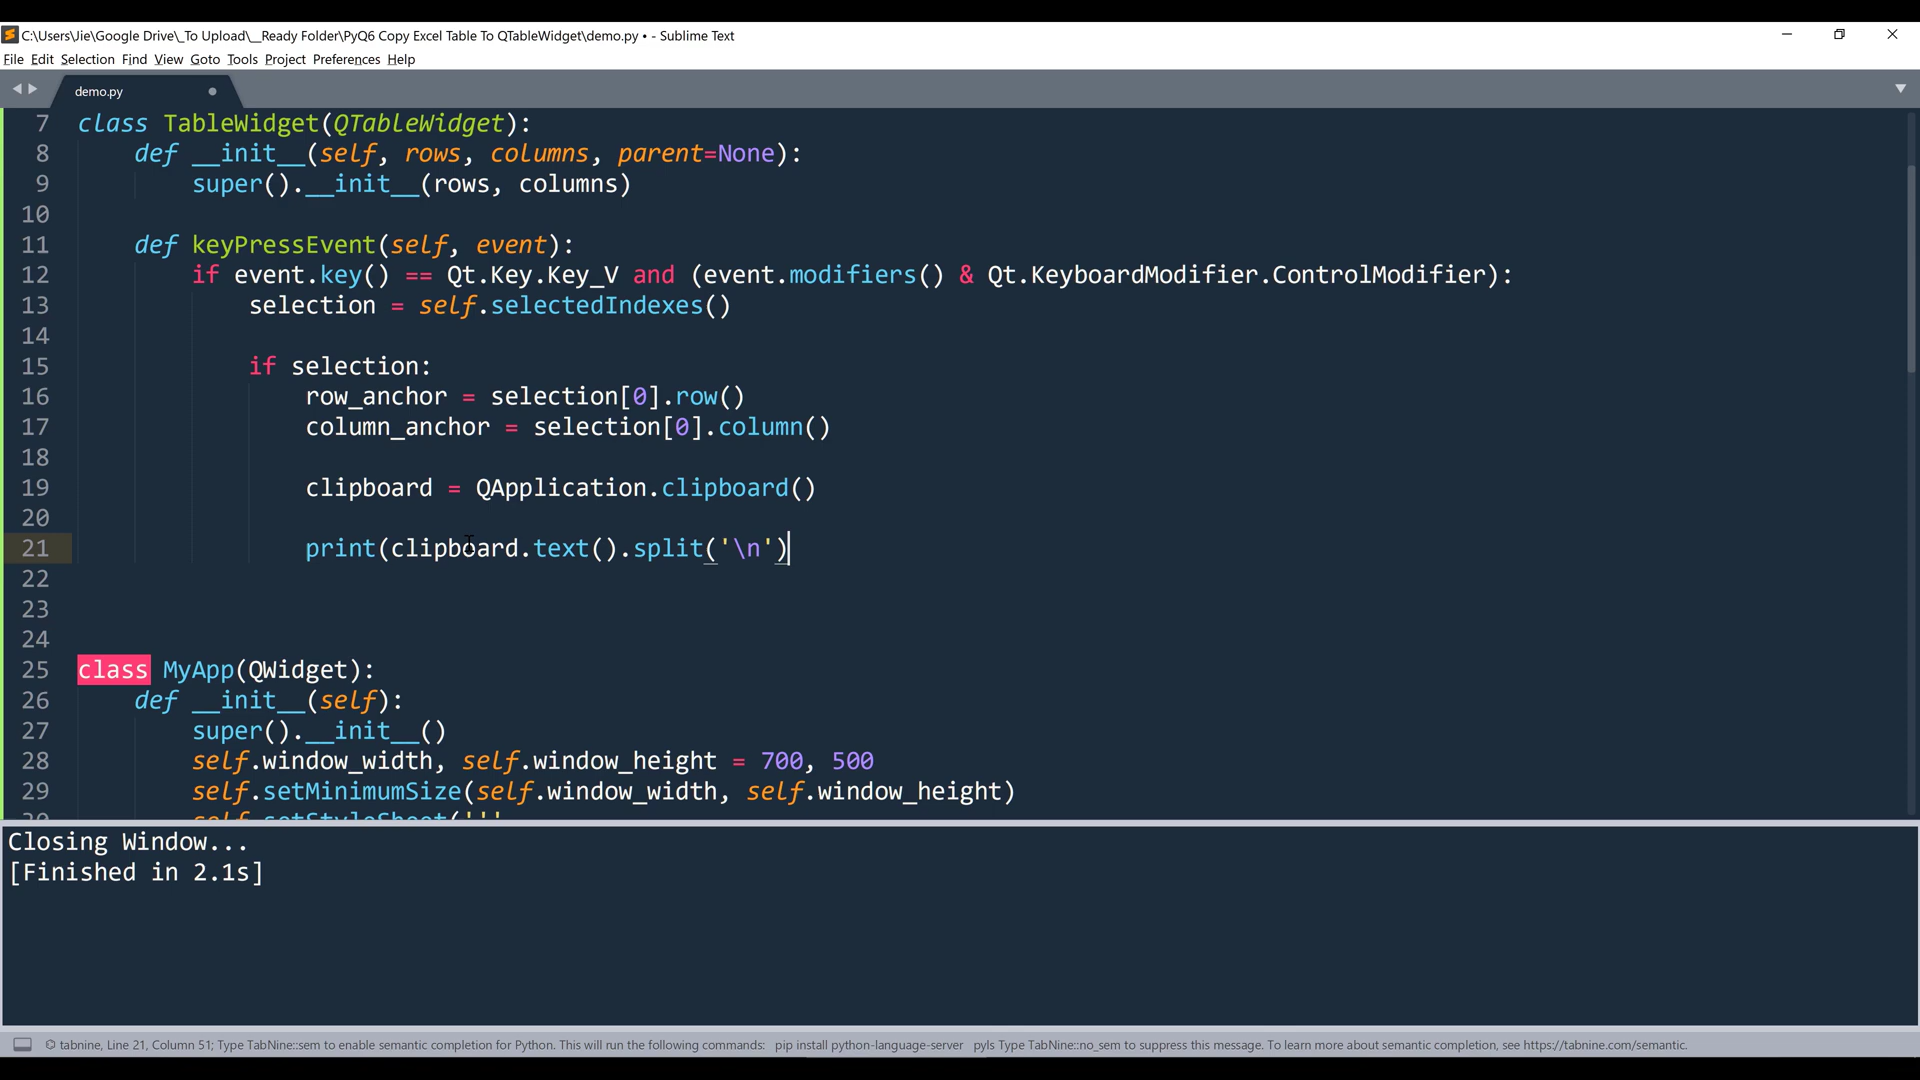 C:\Users\Jie\Google Drive\_To Upload\__Ready Folder\PyQ6 Copy Excel Table To QTableWidget\demo.py • - Sublime Text
File Edit Selection Find View Goto Tools Project Preferences Help
demo.py
7 class TableWidget(QTableWidget):
8 def __init__(self, rows, columns, parent=None):
9 super().__init__(rows, columns)
10
11 def keyPressEvent(self, event):
12 if event.key() == Qt.Key.Key_V and (event.modifiers() & Qt.KeyboardModifier.ControlModifier):
13 selection = self.selectedIndexes()
14
15 if selection:
16 row_anchor = selection[0].row()
17 column_anchor = selection[0].column()
18
19 clipboard = QApplication.clipboard()
20
21 print(clipboard.text().split('\n')
22
23
24
25 class MyApp(QWidget):
26 def __init__(self):
27 super().__init__()
28 self.window_width, self.window_height = 700, 500
29 self.setMinimumSize(self.window_width, self.window_height)
30 self.setStyleSheet('''
Closing Window...
[Finished in 2.1s]
tabnine, Line 21, Column 51; Type TabNine::sem to enable semantic completion for Python. This will run the following commands: pip install python-language-server pyls Type TabNine::no_sem to suppress this message. To learn more about semantic completion, see https://tabnine.com/semantic.